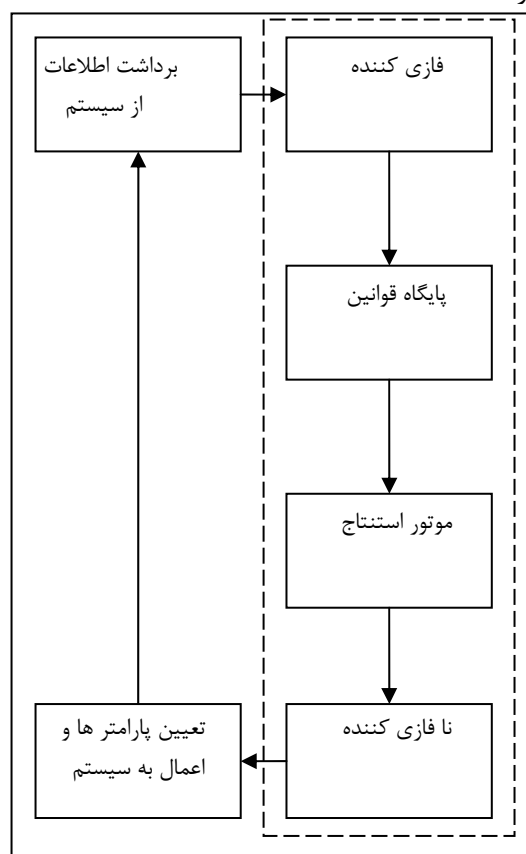 برداشت اطلاعات
از سیستم
فازی کننده
پایگاه قوانین
موتور استنتاج
نا فازی کننده
تعیین پارامتر ها و
اعمال به سیستم